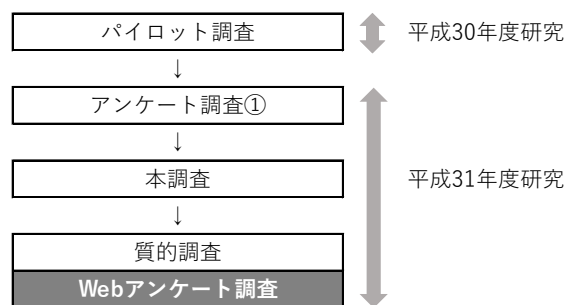 パイロット調査
平成30年度研究
↓
アンケート調査①
↓
本調査
平成31年度研究
↓
質的調査
Webアンケート調査